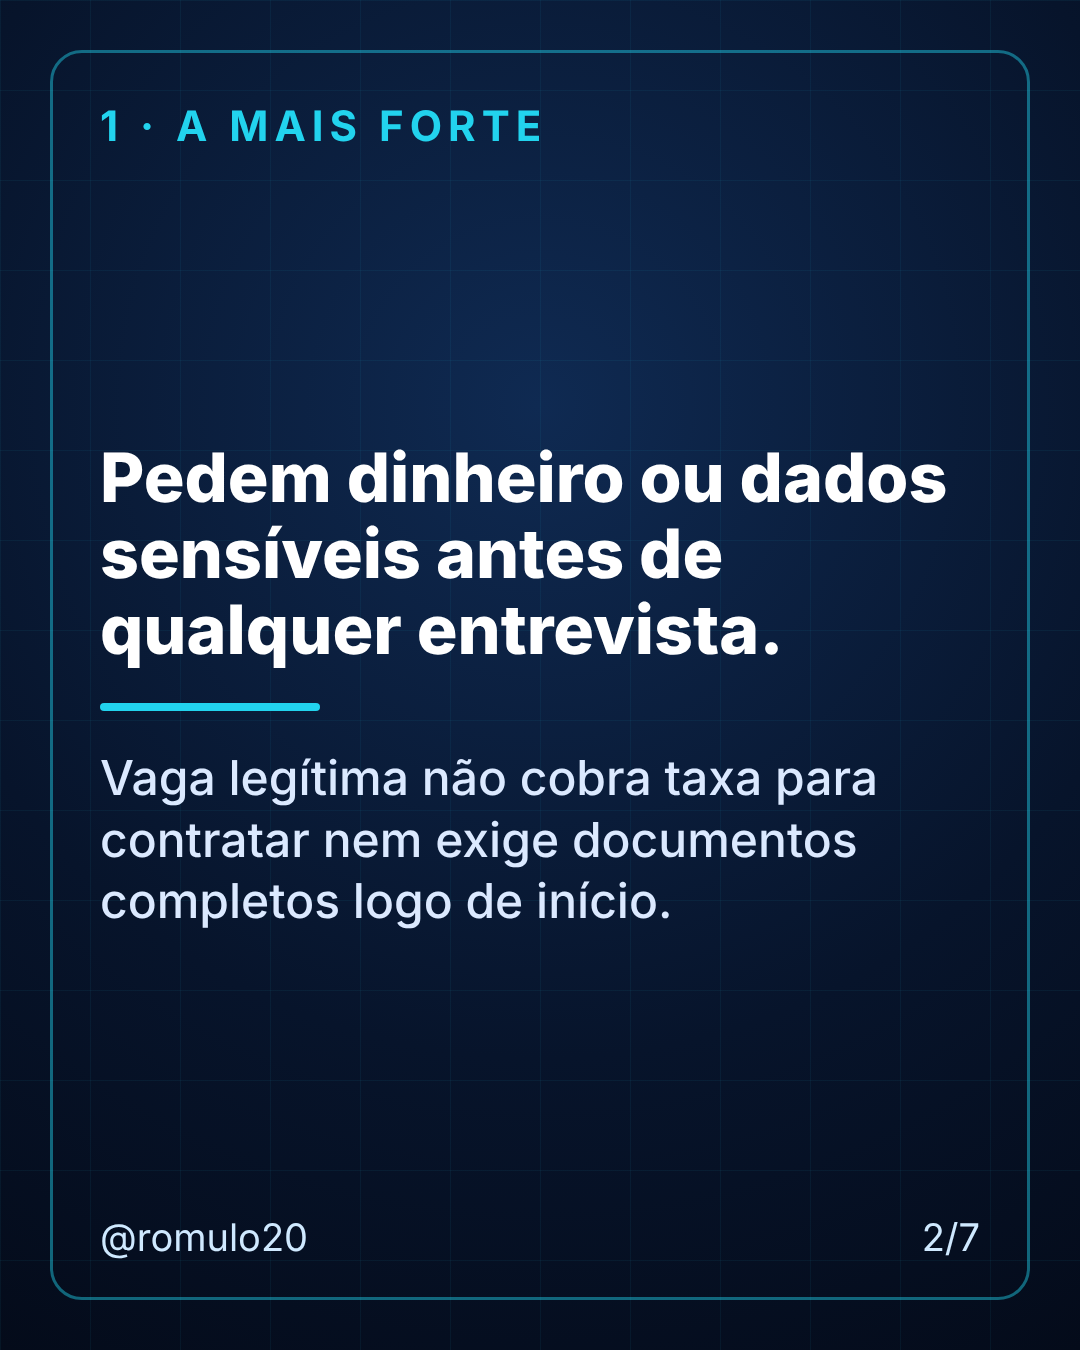 1 · A MAIS FORTE
Pedem dinheiro ou dados
sensíveis antes de
qualquer entrevista.
Vaga legítima não cobra taxa para
contratar nem exige documentos
completos logo de início.
@romulo20
2/7